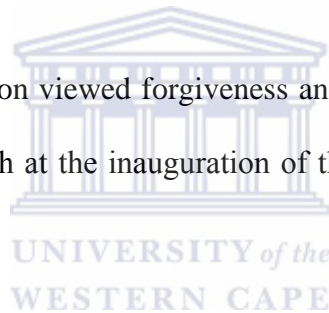 on viewed forgiveness an
h at the inauguration of th
UNIVERSITY of the
WESTERN CAPE